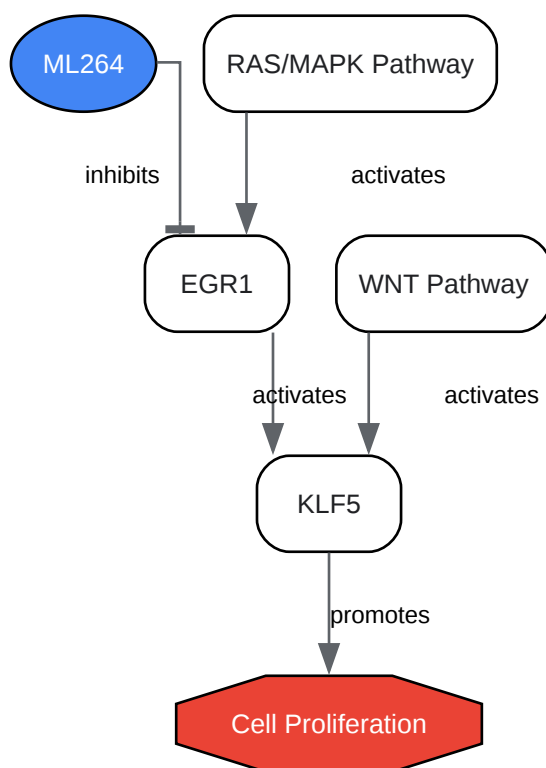 ML264
RAS/MAPK Pathway
inhibits
activates
EGR1
WNT Pathway
activates
activates
KLF5
promotes
Cell Proliferation